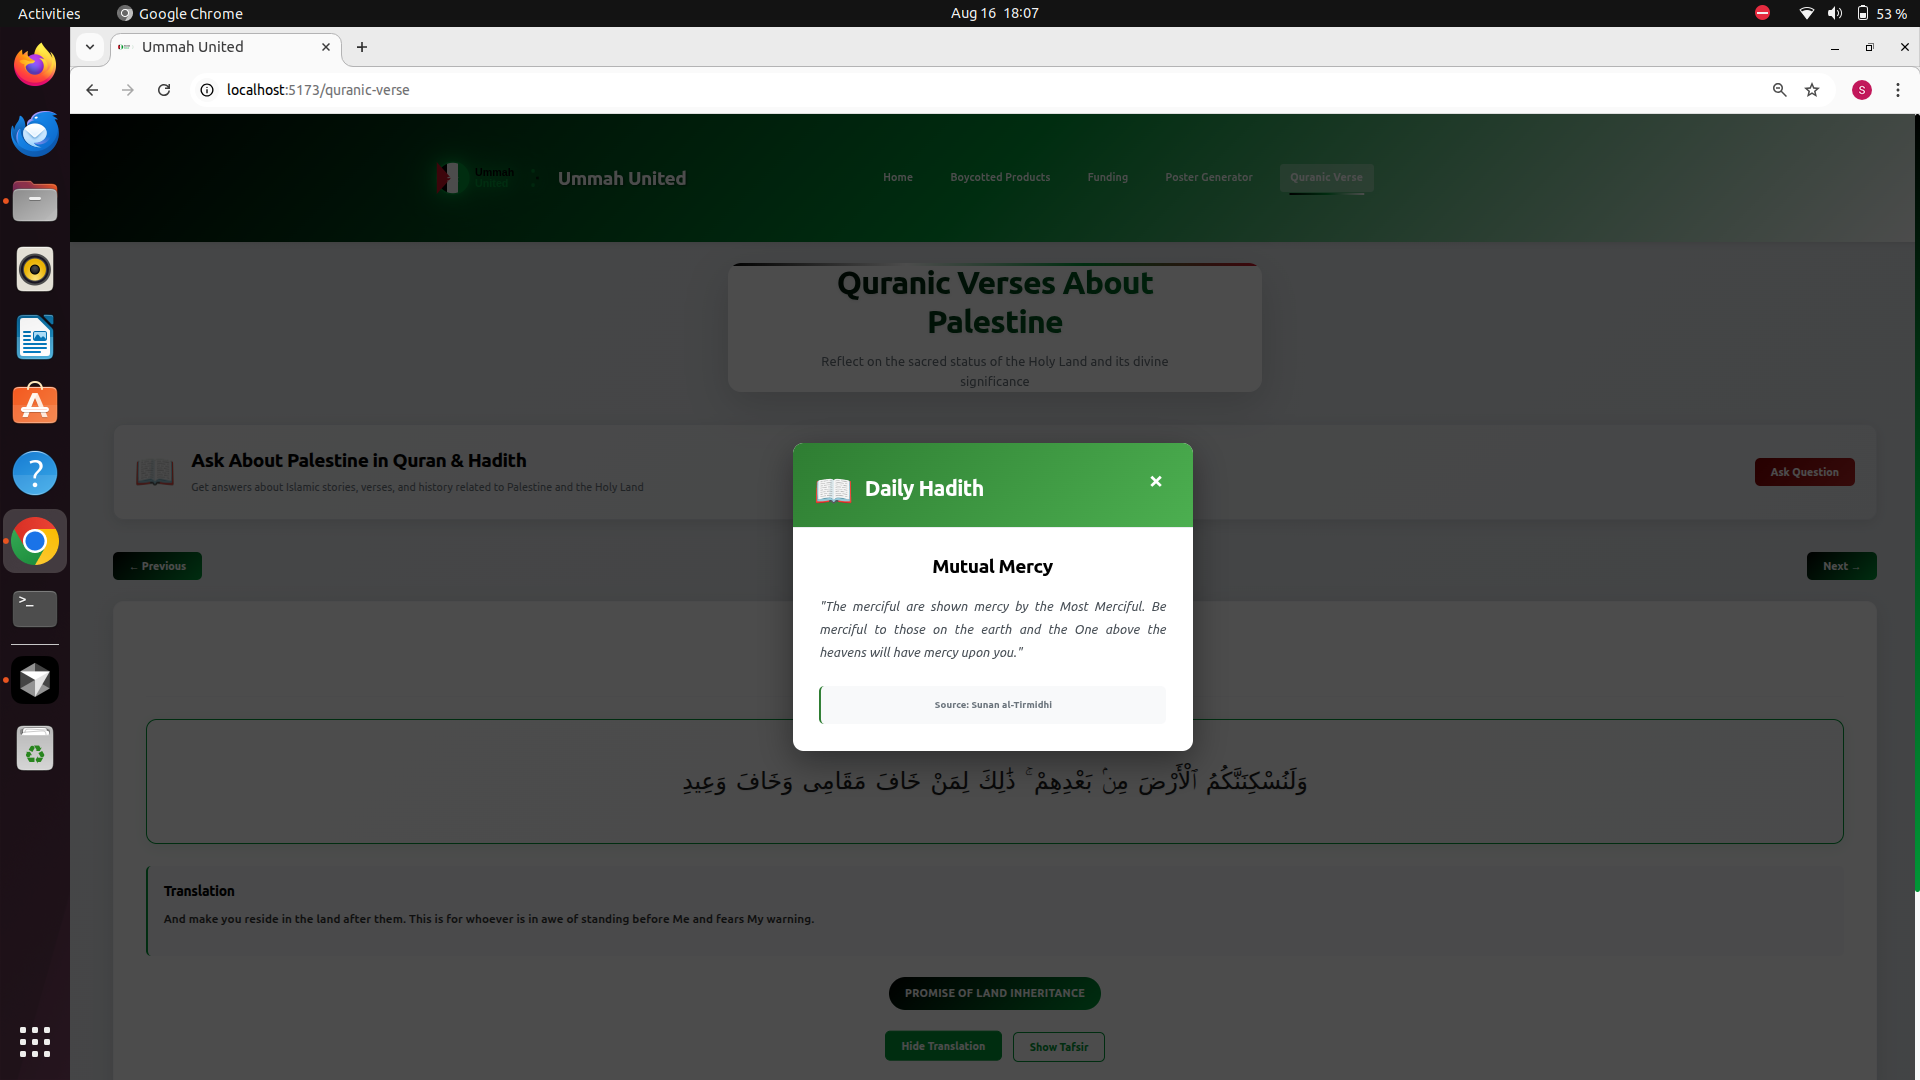 Activities
Google Chrome
Aug 16 18:07
53 %
Ummah United
localhost:5173/quranic-verse
S
Ummah
United
Ummah United
Home
Boycotted Products
Funding
Poster Generator
Quranic Verse
Quranic Verses About
Palestine
Reflect on the sacred status of the Holy Land and its divine
significance
Ask About Palestine in Quran & Hadith
Get answers about Islamic stories, verses, and history related to Palestine and the Holy Land
Ask Question
Daily Hadith
Mutual Mercy
"The merciful are shown mercy by the Most Merciful. Be
merciful to those on the earth and the One above the
heavens will have mercy upon you."
Source: Sunan al-Tirmidhi
← Previous
Next →
وَلَنُسْكِنَنَّكُمُ ٱلْأَرْضَ مِنۢ بَعْدِهِمْ ۚ ذَٰلِكَ لِمَنْ خَافَ مَقَامِى وَخَافَ وَعِيدِ
Translation
And make you reside in the land after them. This is for whoever is in awe of standing before Me and fears My warning.
PROMISE OF LAND INHERITANCE
Hide Translation
Show Tafsir